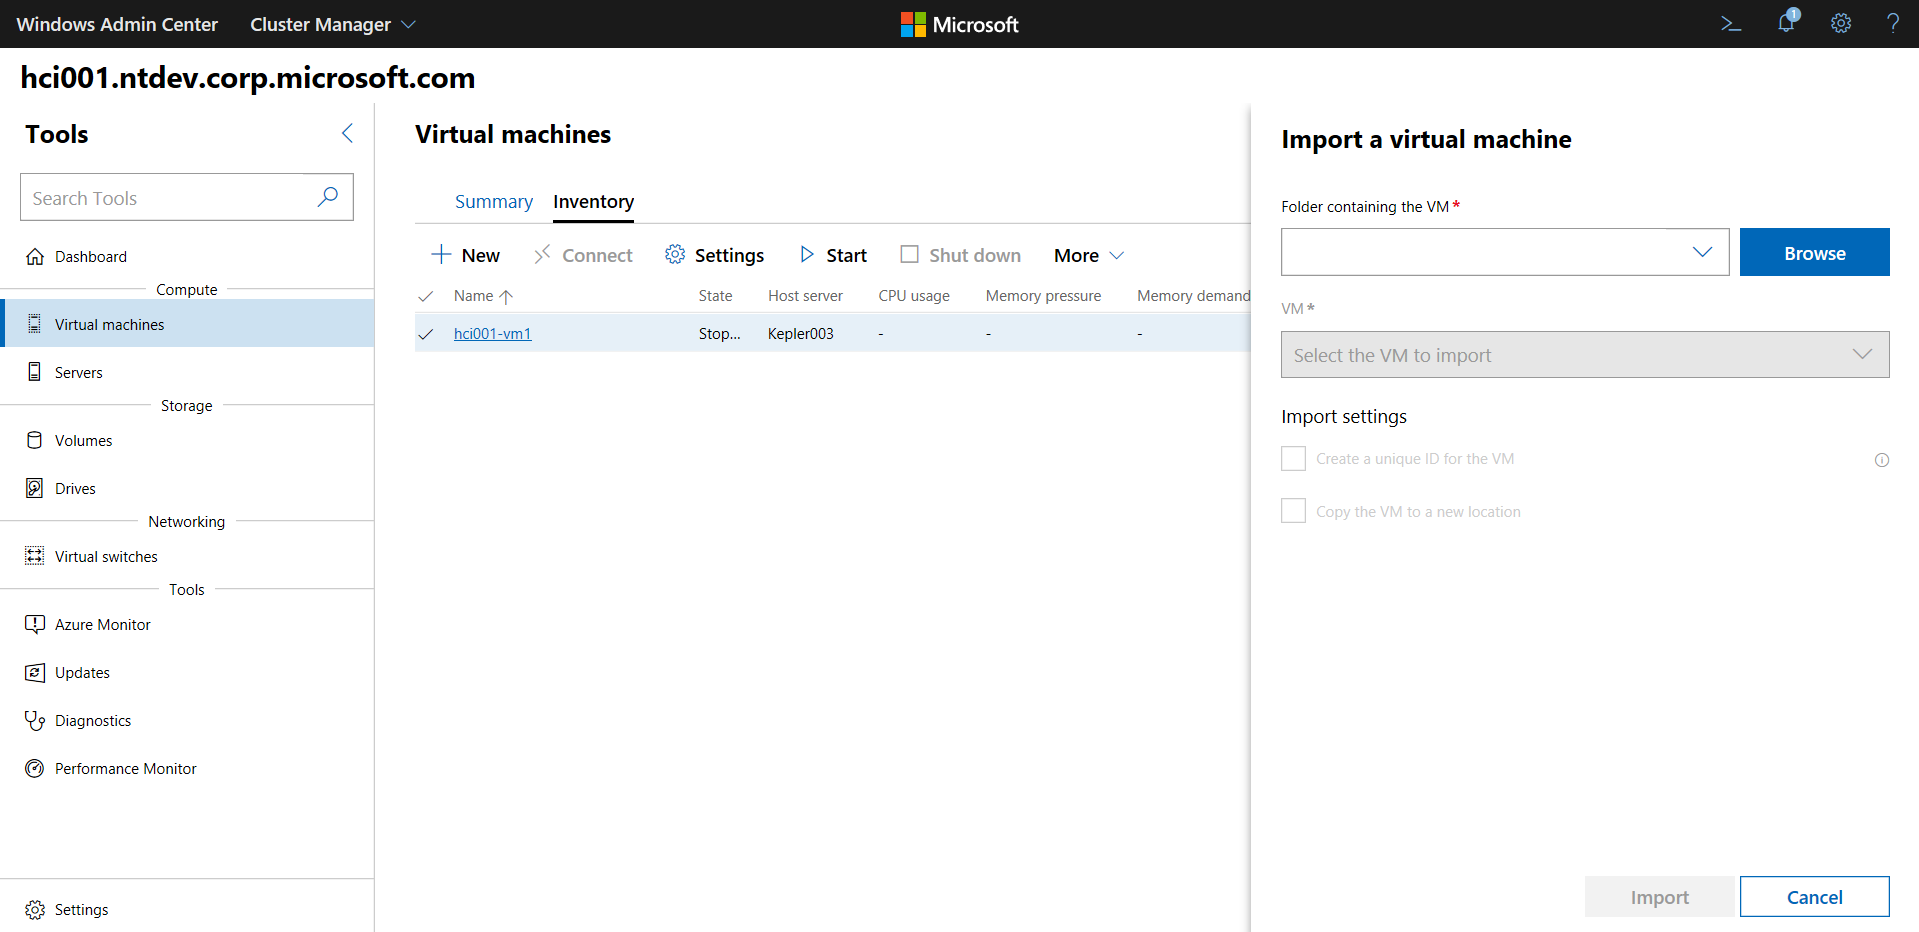 Windows Admin Center Cluster Manager Microsoft 1
hci001.ntdev.corp.microsoft.com
Tools
Search Tools
Dashboard
Compute
Virtual machines
Servers
Storage
Volumes
Drives
Networking
Virtual switches
Tools
Azure Monitor
Updates
Diagnostics
Performance Monitor
Settings
Virtual machines
Summary Inventory
New Connect Settings Start Shut down More
Name State Host server CPU usage Memory pressure Memory demand
hci001-vm1 Stop... Kepler003 - - -
Import a virtual machine
Folder containing the VM *
Browse
VM *
Select the VM to import
Import settings
Create a unique ID for the VM
Copy the VM to a new location
Import Cancel